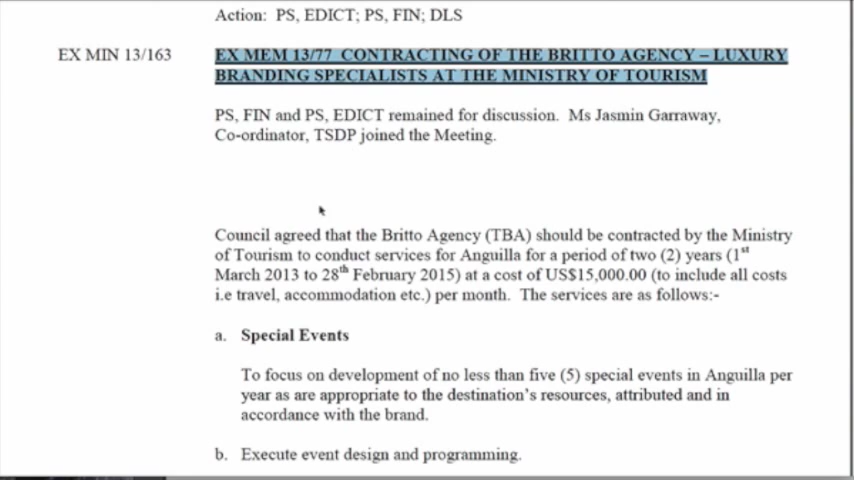 Action: PS, EDICT; PS, FIN; DLS
EX MIN 13/163
EX MEM 13/77 CONTRACTING OF THE BRITTO AGENCY – LUXURY
BRANDING SPECIALISTS AT THE MINISTRY OF TOURISM
PS, FIN and PS, EDICT remained for discussion. Ms Jasmin Garraway,
Co-ordinator, TSDP joined the Meeting.
Council agreed that the Britto Agency (TBA) should be contracted by the Ministry
of Tourism to conduct services for Anguilla for a period of two (2) years (1st
March 2013 to 28th February 2015) at a cost of US$15,000.00 (to include all costs
i.e travel, accommodation etc.) per month. The services are as follows:-
a. Special Events
To focus on development of no less than five (5) special events in Anguilla per
year as are appropriate to the destination's resources, attributed and in
accordance with the brand.
b. Execute event design and programming.